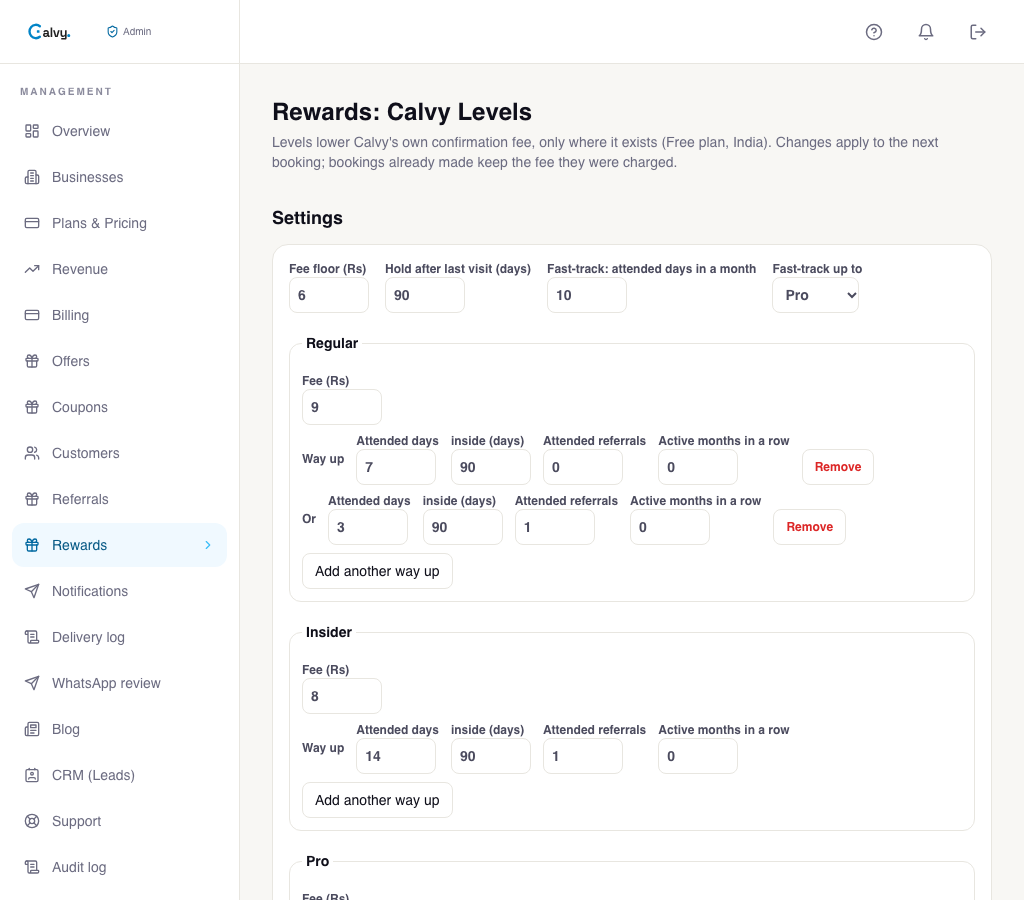 Calvy.
Admin
MANAGEMENT
Overview
Businesses
Plans & Pricing
Revenue
Billing
Offers
Coupons
Customers
Referrals
Rewards
Notifications
Delivery log
WhatsApp review
Blog
CRM (Leads)
Support
Audit log
Rewards: Calvy Levels
Levels lower Calvy's own confirmation fee, only where it exists (Free plan, India). Changes apply to the next
booking; bookings already made keep the fee they were charged.
Settings
Fee floor (Rs) Hold after last visit (days) Fast-track: attended days in a month Fast-track up to
6 90 10 Pro
Regular
Fee (Rs)
9
Attended days inside (days) Attended referrals Active months in a row
Way up 7 90 0 0 Remove
Attended days inside (days) Attended referrals Active months in a row
Or 3 90 1 0 Remove
Add another way up
Insider
Fee (Rs)
8
Attended days inside (days) Attended referrals Active months in a row
Way up 14 90 1 0
Add another way up
Pro
Fee (Rs)